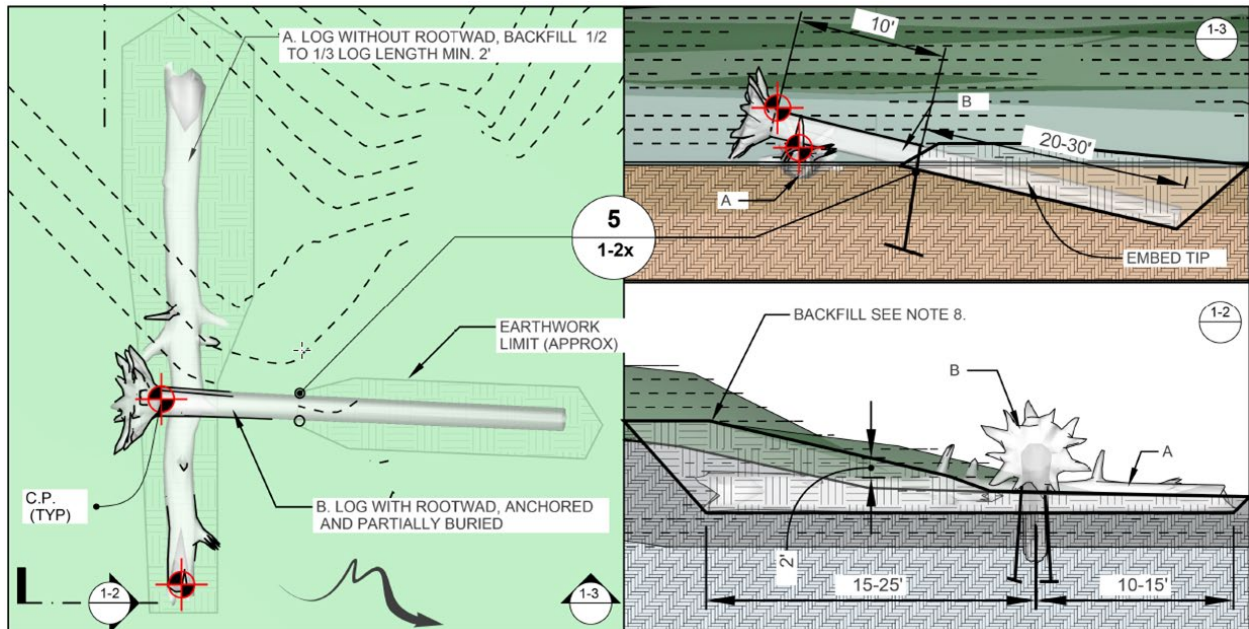 A. LOG WITHOUT ROOTWAD, BACKFILL 1/2
TO 1/3 LOG LENGTH MIN. 2'
5
1-2x
EARTHWORK
LIMIT (APPROX)
C.P.
(TYP)
B. LOG WITH ROOTWAD, ANCHORED
AND PARTIALLY BURIED
1-2
1-3
1-3
10'
B
20-30'
A
EMBED TIP
1-2
BACKFILL SEE NOTE 8.
B
A
2'
15-25'
10-15'